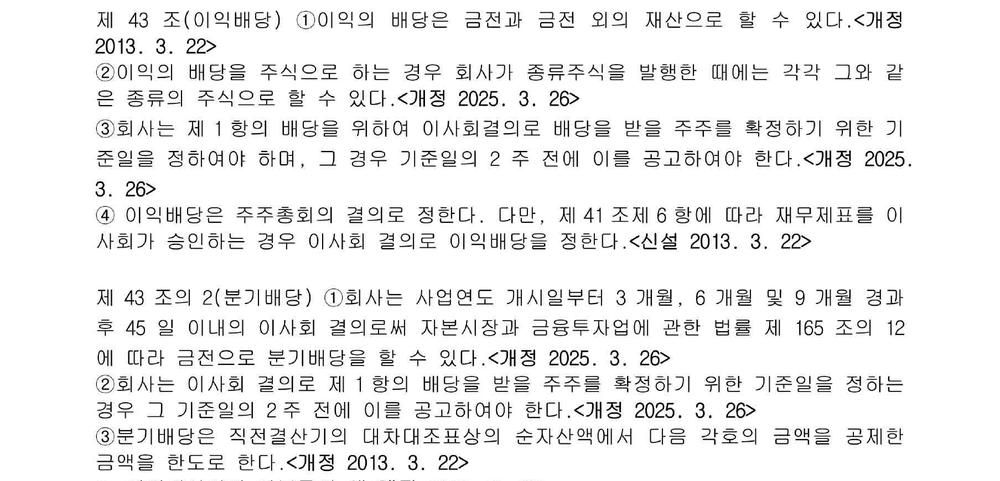 제 43 조(이익배당) ①이익의 배당은 금전과 금전 외의 재산으로 할 수 있다.<개정
2013. 3. 22>
②이익의 배당을 주식으로 하는 경우 회사가 종류주식을 발행한 때에는 각각 그와 같
은 종류의 주식으로 할 수 있다.<개정 2025. 3. 26>
③회사는 제 1 항의 배당을 위하여 이사회결의로 배당을 받을 주주를 확정하기 위한 기
준일을 정하여야 하며, 그 경우 기준일의 2 주 전에 이를 공고하여야 한다.<개정 2025.
3. 26>
④ 이익배당은 주주총회의 결의로 정한다. 다만, 제 41 조제 6 항에 따라 재무제표를 이
사회가 승인하는 경우 이사회 결의로 이익배당을 정한다.<신설 2013. 3. 22>
제 43 조의 2(분기배당) ①회사는 사업연도 개시일부터 3 개월, 6 개월 및 9 개월 경과
후 45 일 이내의 이사회 결의로써 자본시장과 금융투자업에 관한 법률 제 165 조의 12
에 따라 금전으로 분기배당을 할 수 있다.<개정 2025. 3. 26>
②회사는 이사회 결의로 제 1 항의 배당을 받을 주주를 확정하기 위한 기준일을 정하는
경우 그 기준일의 2 주 전에 이를 공고하여야 한다.<개정 2025. 3. 26>
③분기배당은 직전결산기의 대차대조표상의 순자산액에서 다음 각호의 금액을 공제한
금액을 한도로 한다.<개정 2013. 3. 22>